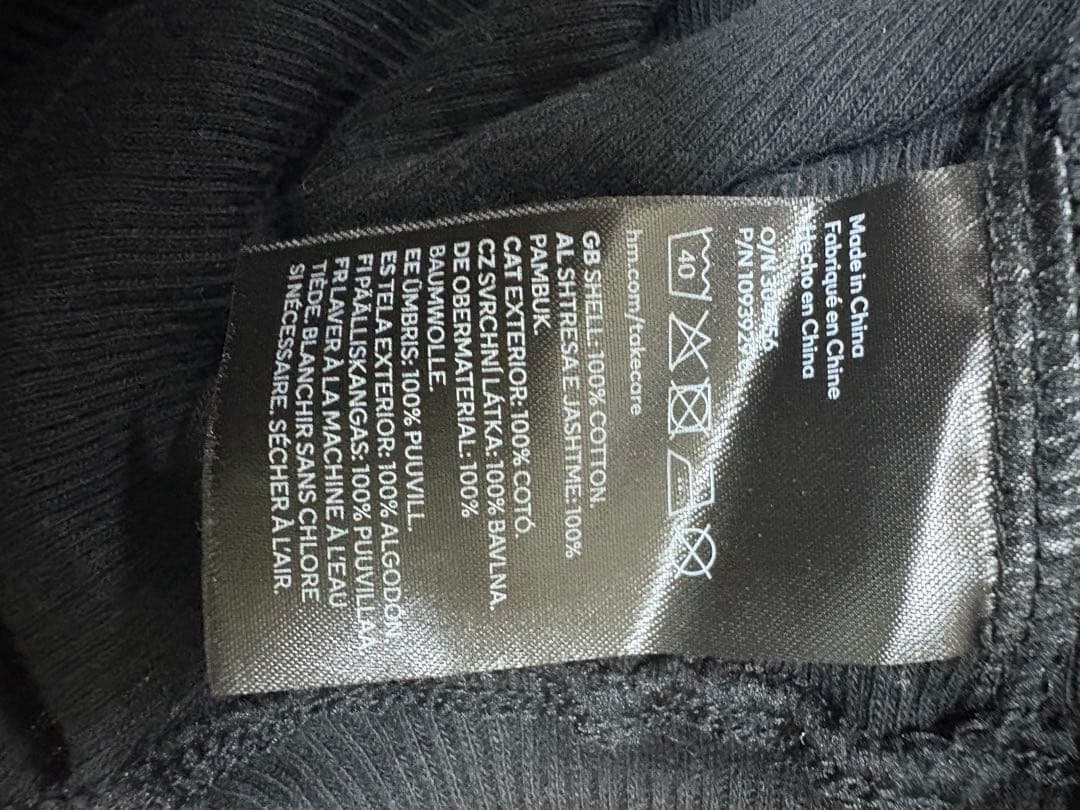 Made in China
Fabriqué en Chine
Hecho en China
O/N
P/N
40
hm.com/takecare
GB SHELL: 100% COTTON.
AL SHTRESA E JASHTME: 100%
PAMBUK
CAT EXTERIOR: 100% COTÓ.
CZ SVRCHNÍ LÁTKA: 100% BAVLNA.
DE OBERMATERIAL: 100%
BAUMWOLLE.
EE ÜMBRIS: 100% PUUVILL.
ES TELA EXTERIOR: 100% ALGODON.
FI PÄÄLLISKANGAS: 100% PUUVILLAA
FR LAVER À LA MACHINE À L'EAU
TIÈDE, BLANCHIR SANS CHLORE
SI NÉCESSAIRE, SÉCHER À L'AIR.